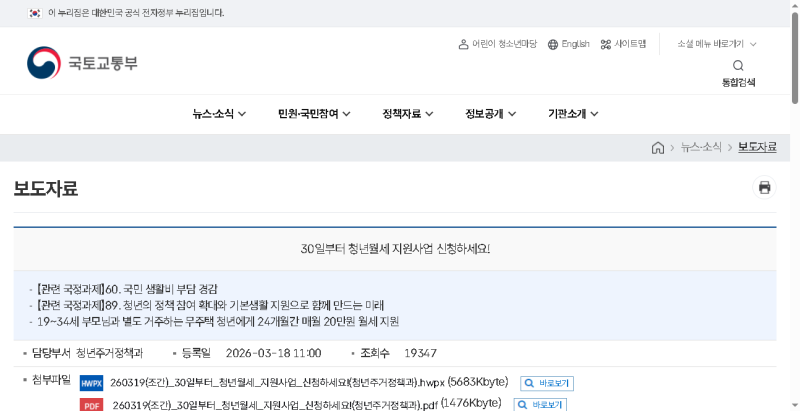 이 누리집은 대한민국 공식 전자정부 누리집입니다.
어린이 청소년마당 English 사이트맵 소셜 메뉴 바로가기
국토교통부
통합검색
뉴스·소식 민원·국민참여 정책자료 정보공개 기관소개
뉴스·소식 보도자료
보도자료
30일부터 청년월세 지원사업 신청하세요!
- 【관련 국정과제】60. 국민 생활비 부담 경감
- 【관련 국정과제】89. 청년의 정책 참여 확대와 기본생활 지원으로 함께 만드는 미래
- 19~34세 부모님과 별도 거주하는 무주택 청년에게 24개월간 매월 20만원 월세 지원
담당부서 청년주거정책과 등록일 2026-03-18 11:00 조회수 19347
첨부파일 HWPX 260319(조간)_30일부터_청년월세_지원사업_신청하세요!(청년주거정책과).hwpx (5683Kbyte) 바로보기
PDF 260319(조간)_30일부터_청년월세_지원사업_신청하세요!(청년주거정책과).pdf (1476Kbyte) 바로보기